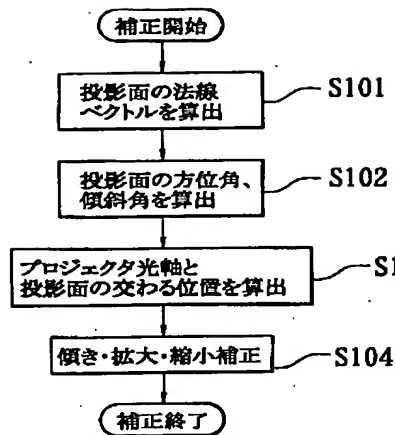 補正開始
投影面の法線
ベクトルを算出
S101
投影面の方位角、
傾斜角を算出
S102
プロジェクタ光軸と
投影面の交わる位置を算出
傾き・拡大・縮小補正
S104
補正終了